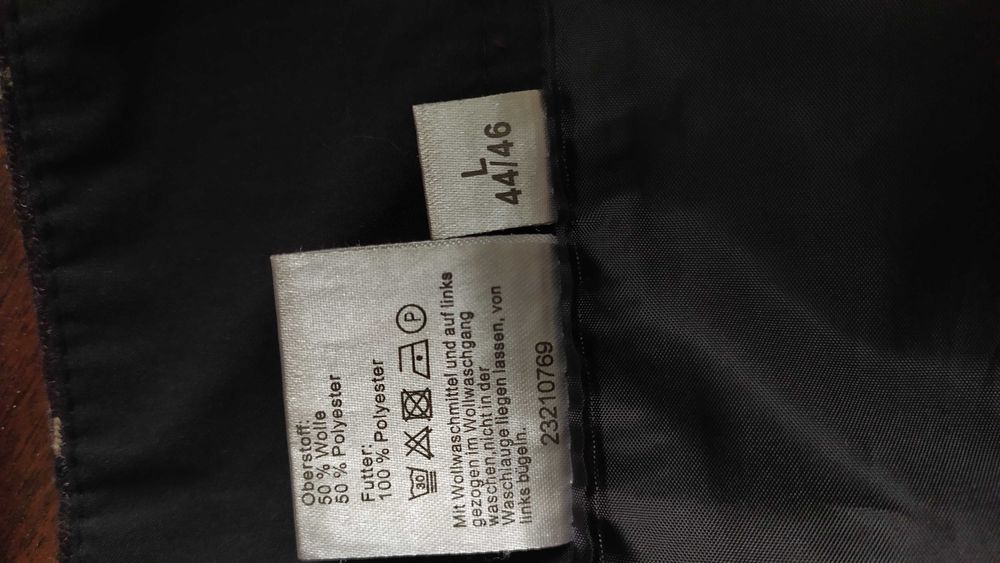 L
44/46
Oberstoff:
50 % Wolle
50 % Polyester
Futter:
100 % Polyester
30 P
Mit Wollwaschmittel und auf links
gezogen im Wollwaschgang
waschen,nicht in der
Waschlauge liegen lassen, von
links bügeln.
23210769